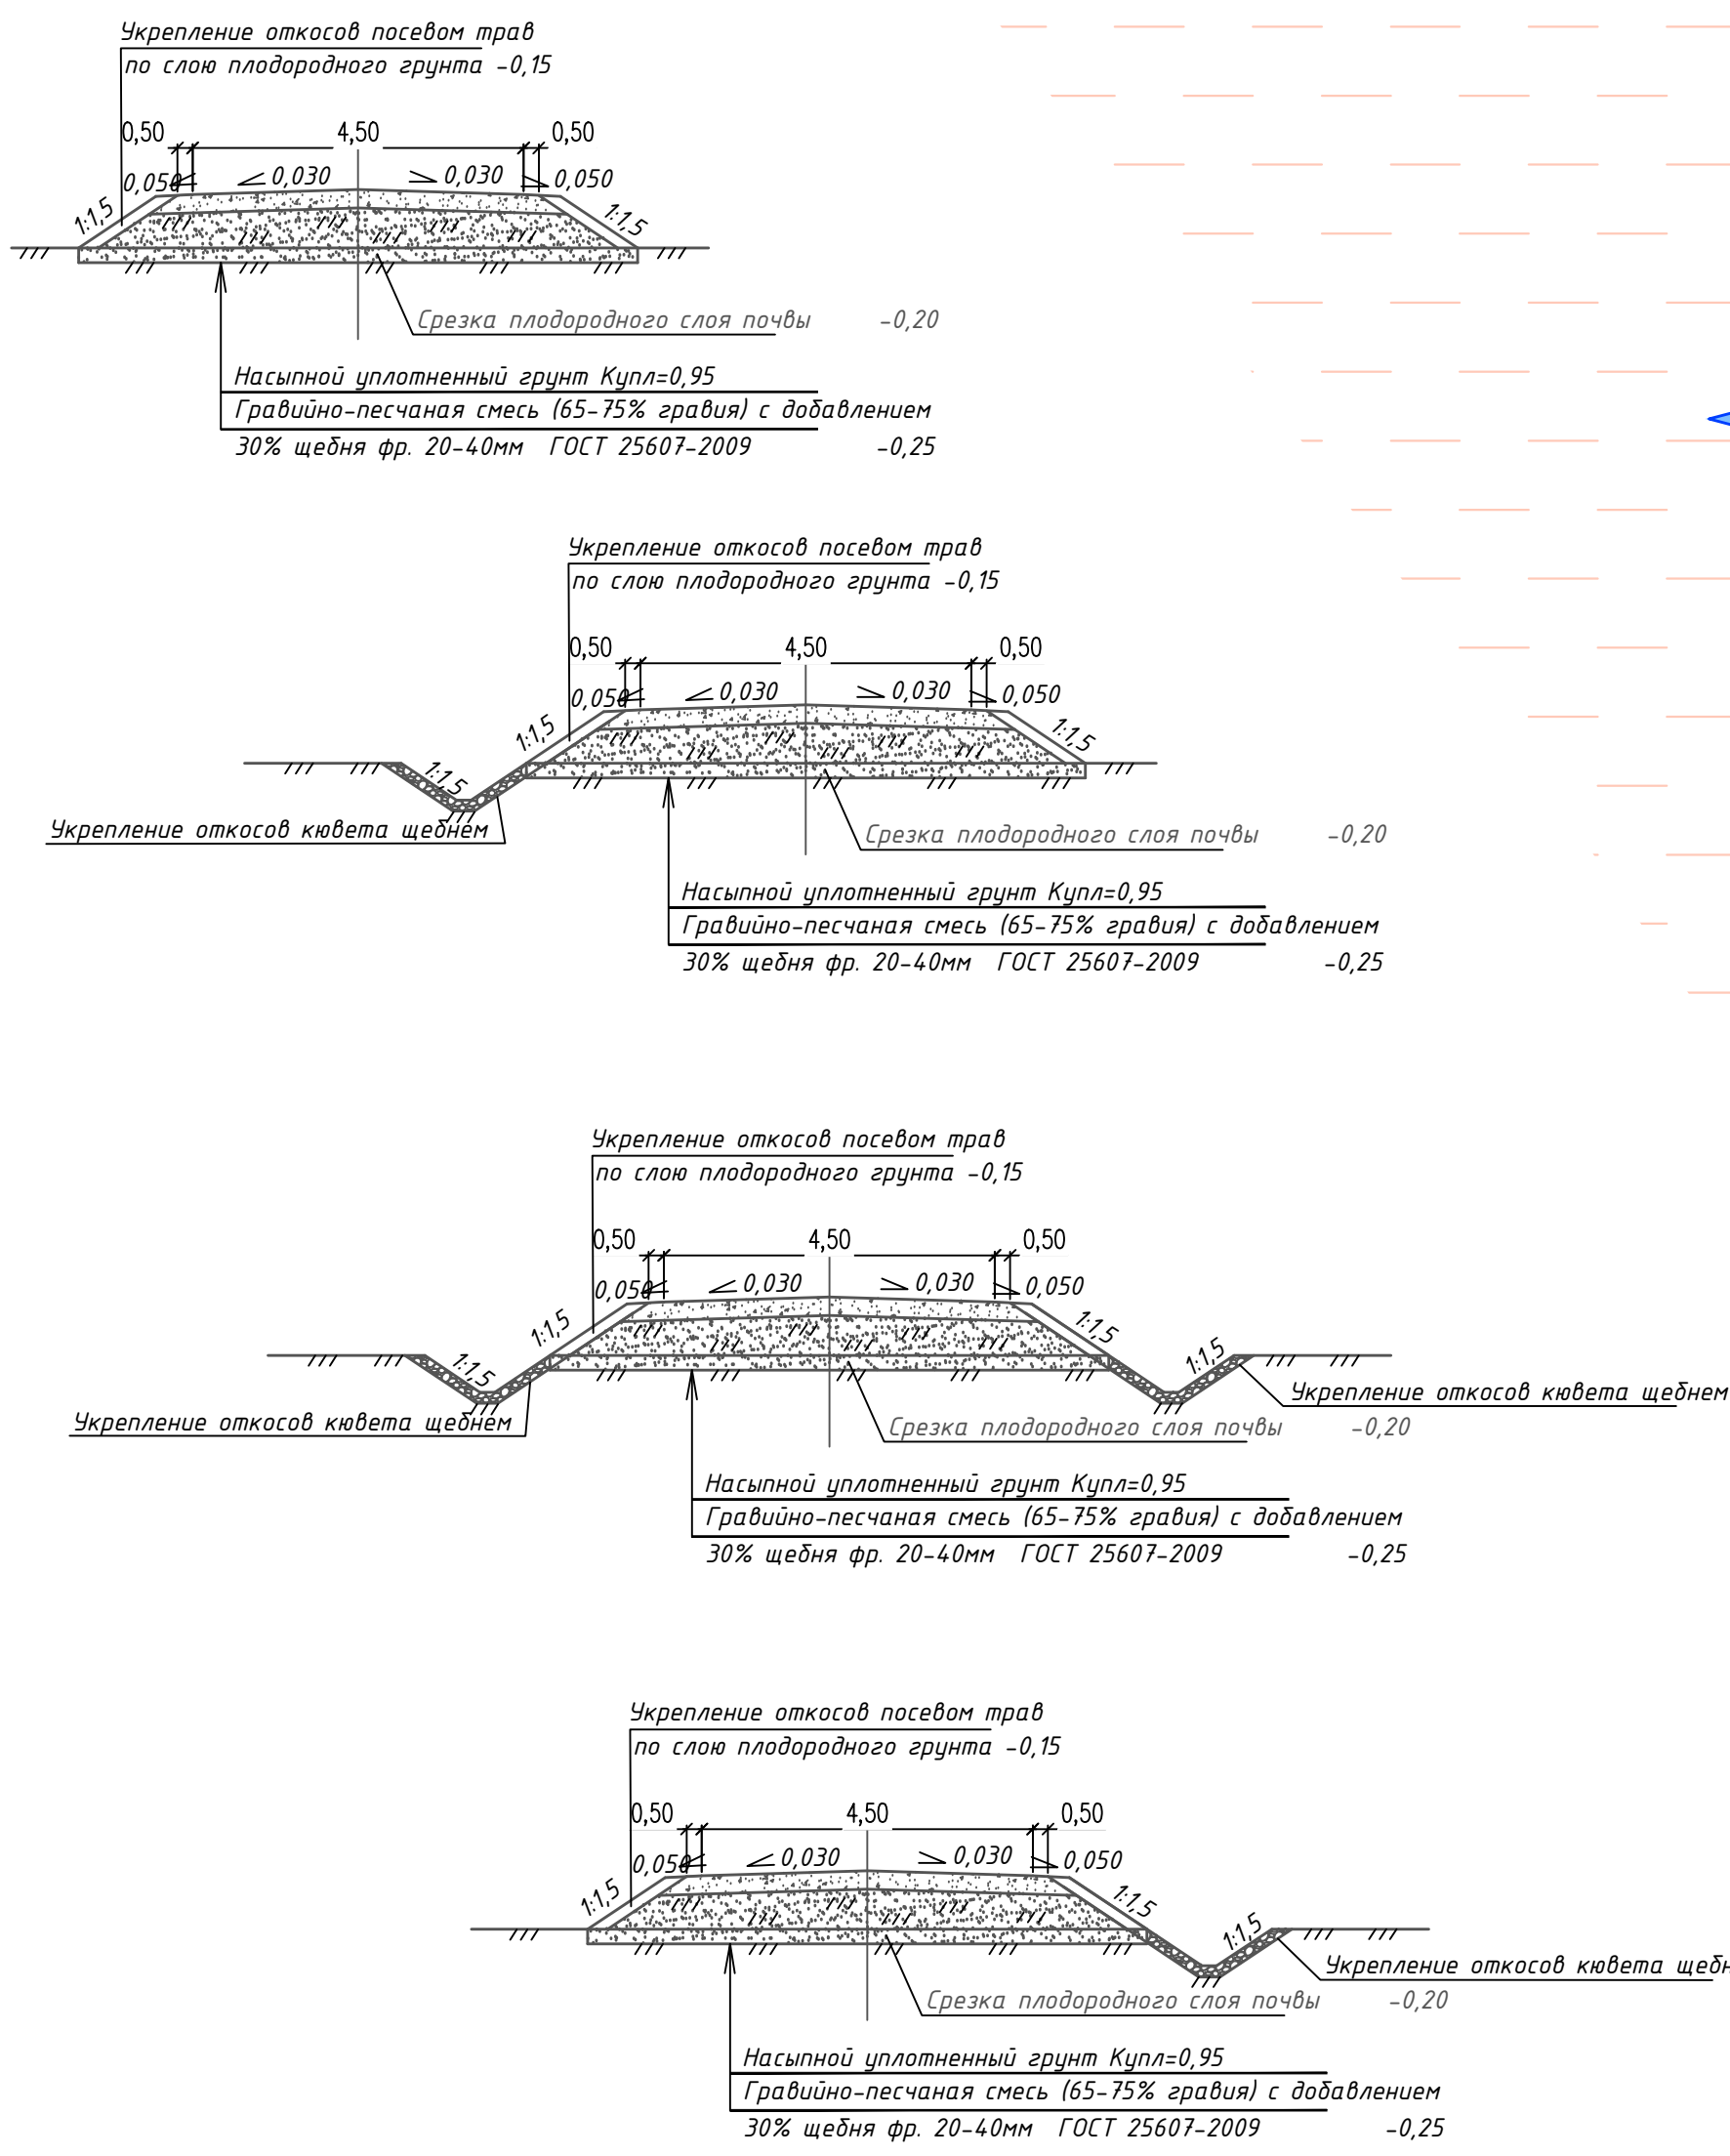 Укрепление откосов посевом трав
по слою плодородного грунта -0,15
0,50 4,50 0,50
0,050 0,030 0,030 0,050
1:1,5 1:1,5
Срезка плодородного слоя почвы -0,20
Насыпной уплотненный грунт Купл=0,95
Гравийно-песчаная смесь (65-75% гравия) с добавлением
30% щебня фр. 20-40мм ГОСТ 25607-2009 -0,25
Укрепление откосов посевом трав
по слою плодородного грунта -0,15
0,50 4,50 0,50
0,050 0,030 0,030 0,050
1:1,5 1:1,5
1:1,5
Укрепление откосов кювета щебнем
Срезка плодородного слоя почвы -0,20
Насыпной уплотненный грунт Купл=0,95
Гравийно-песчаная смесь (65-75% гравия) с добавлением
30% щебня фр. 20-40мм ГОСТ 25607-2009 -0,25
Укрепление откосов посевом трав
по слою плодородного грунта -0,15
0,50 4,50 0,50
0,050 0,030 0,030 0,050
1:1,5 1:1,5
1:1,5 1:1,5
Укрепление откосов кювета щебнем
Укрепление откосов кювета щебнем
Срезка плодородного слоя почвы -0,20
Насыпной уплотненный грунт Купл=0,95
Гравийно-песчаная смесь (65-75% гравия) с добавлением
30% щебня фр. 20-40мм ГОСТ 25607-2009 -0,25
Укрепление откосов посевом трав
по слою плодородного грунта -0,15
0,50 4,50 0,50
0,050 0,030 0,030 0,050
1:1,5 1:1,5
1:1,5
Укрепление откосов кювета
Срезка плодородного слоя почвы -0,20
Насыпной уплотненный грунт Купл=0,95
Гравийно-песчаная смесь (65-75% гравия) с добавлением
30% щебня фр. 20-40мм ГОСТ 25607-2009 -0,25